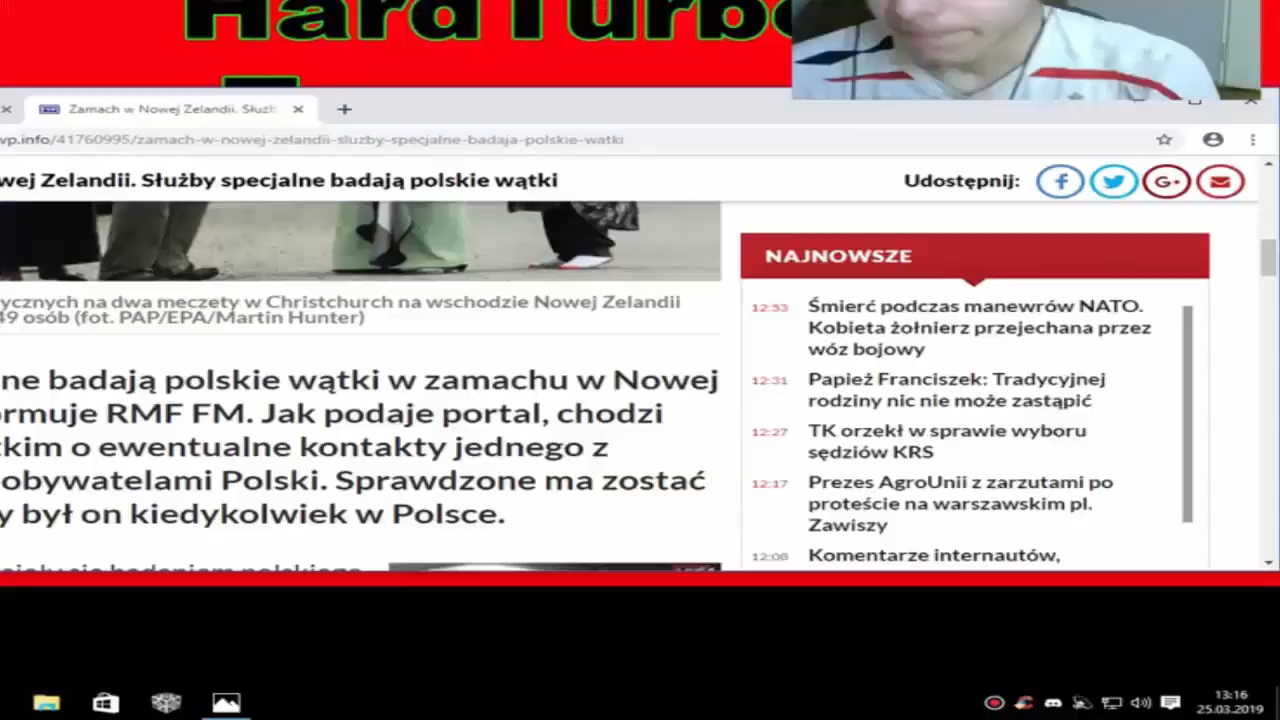 HardTurbo
Zamach w Nowej Zelandii. Służ
vp.info/41760995/zamach-w-nowej-zelandii-sluzby-specjalne-badaja-polskie-watki
wej Zelandii. Służby specjalne badają polskie wątki
Udostępnij:
ycznych na dwa meczety w Christchurch na wschodzie Nowej Zelandii
49 osób (fot. PAP/EPA/Martin Hunter)
ne badają polskie wątki w zamachu w Nowej
ormuje RMF FM. Jak podaje portal, chodzi
tkim o ewentualne kontakty jednego z
obywatelami Polski. Sprawdzone ma zostać
y był on kiedykolwiek w Polsce.
NAJNOWSZE
12:53 Śmierć podczas manewrów NATO.
Kobieta żołnierz przejechana przez
wóz bojowy
12:31 Papież Franciszek: Tradycyjnej
rodziny nic nie może zastąpić
12:27 TK orzekł w sprawie wyboru
sędziów KRS
12:17 Prezes AgroUnii z zarzutami po
proteście na warszawskim pl.
Zawiszy
12:08 Komentarze internautów,
13:16
25.03.2019